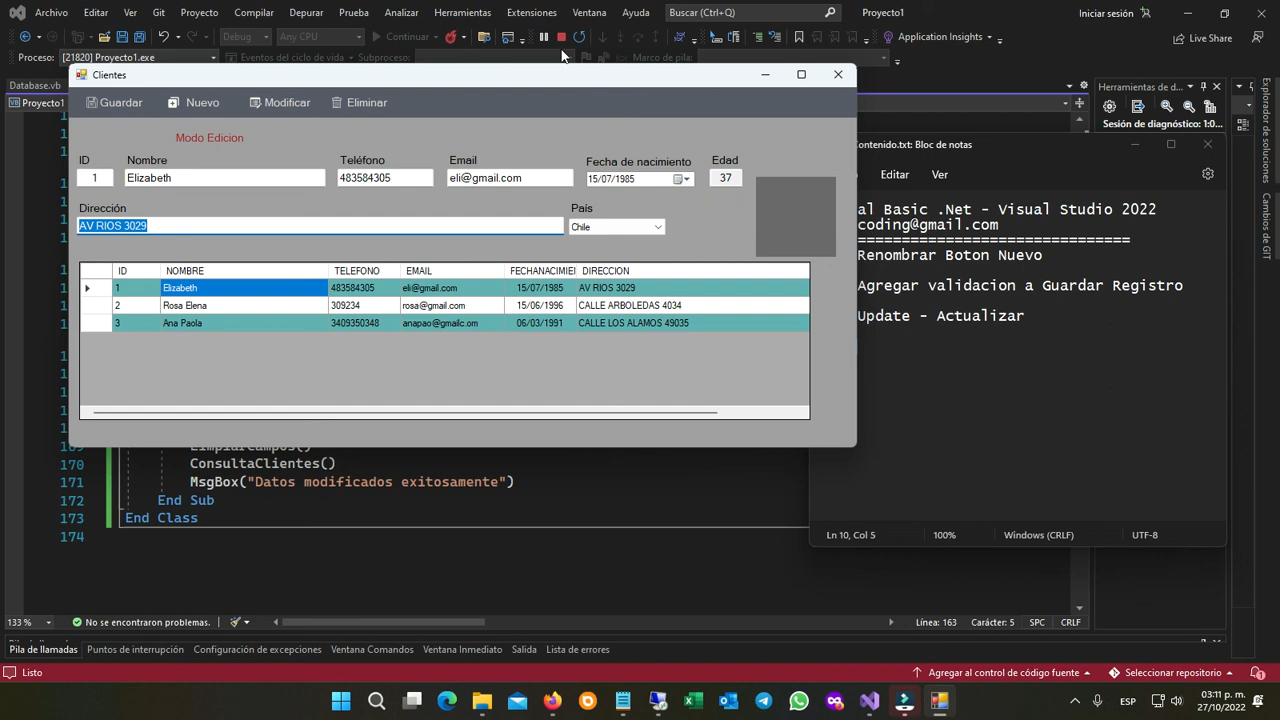 Archivo Editar Ver Git Proyecto Compilar Depurar Prueba Analizar Herramientas Extensiones Ventana Ayuda Buscar (Ctrl+Q) Proyecto1 Iniciar sesión
Debug Any CPU Continuar Application Insights Live Share
Proceso: [21820] Proyecto1.exe Eventos del ciclo de vida Subproceso: Marco de pila:
Database.vb
Proyecto1
Clientes
Guardar Nuevo Modificar Eliminar
Modo Edicion
ID Nombre Teléfono Email Fecha de nacimiento Edad
1 Elizabeth 483584305 eli@gmail.com 15/07/1985 37
Dirección País
AV RIOS 3029 Chile
ID NOMBRE TELEFONO EMAIL FECHANACIMIEI DIRECCION
1 Elizabeth 483584305 eli@gmail.com 15/07/1985 AV RIOS 3029
2 Rosa Elena 309234 rosa@gmail.com 15/06/1996 CALLE ARBOLEDAS 4034
3 Ana Paola 3409350348 anapao@gmailc.om 06/03/1991 CALLE LOS ALAMOS 49035
Herramientas de d...
Sesión de diagnóstico: 1:0...
Explorador de soluciones
Cambios de GIT
Contenido.txt: Bloc de notas
Editar Ver
al Basic .Net - Visual Studio 2022
coding@gmail.com
=============================
Renombrar Boton Nuevo
Agregar validacion a Guardar Registro
Update - Actualizar
Ln 10, Col 5 100% Windows (CRLF) UTF-8
169 LimpiarCampos()
170 ConsultaClientes()
171 MsgBox("Datos modificados exitosamente")
172 End Sub
173 End Class
174
133 % No se encontraron problemas. Línea: 163 Carácter: 5 SPC CRLF
Pila de llamadas Puntos de interrupción Configuración de excepciones Ventana Comandos Ventana Inmediato Salida Lista de errores
Listo Agregar al control de código fuente Seleccionar repositorio
ESP 03:11 p. m.
27/10/2022